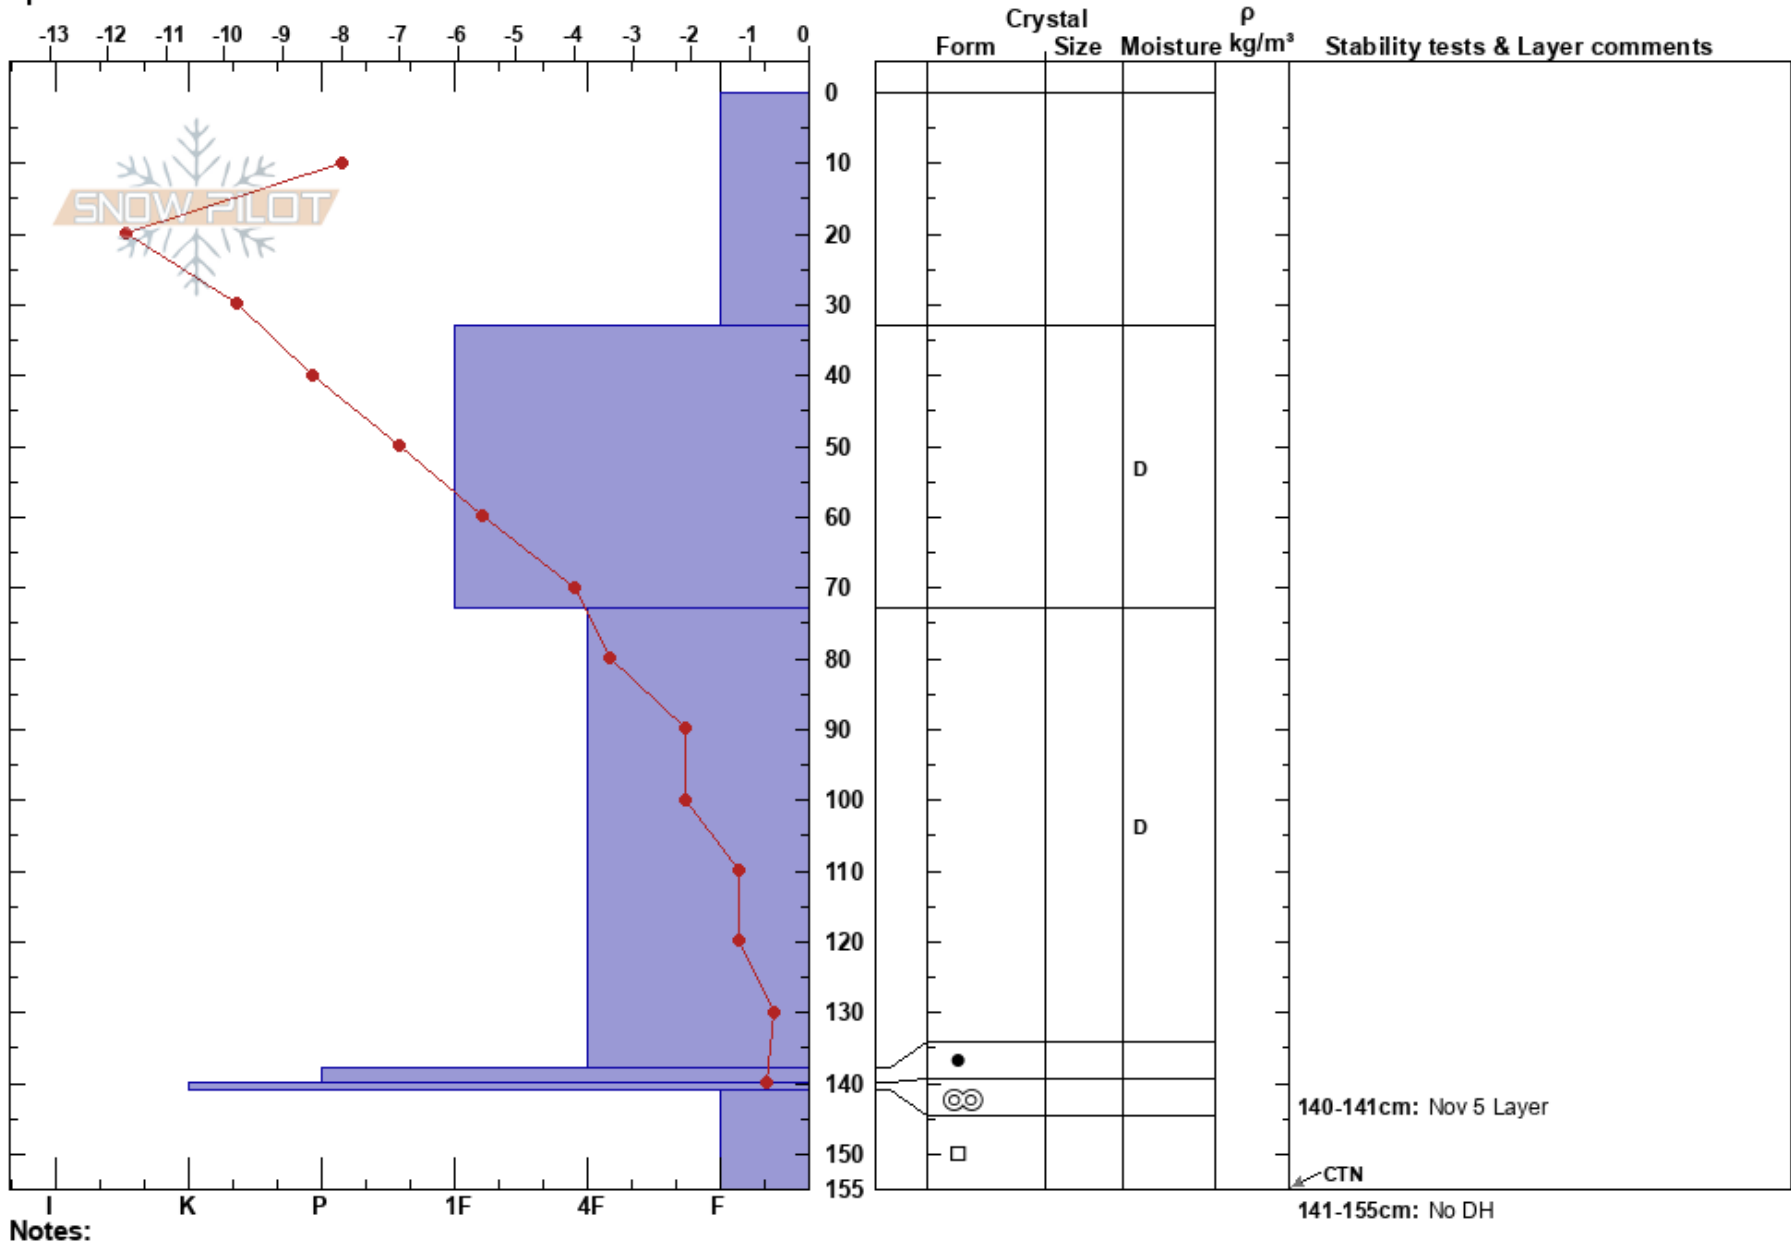 Crystal ρ
Form Size Moisture kg/m³ Stability tests & Layer comments
-13 -12 -11 -10 -9 -8 -7 -6 -5 -4 -3 -2 -1 0
0
10
SNOW PILOT
20
30
40
50
D
60
70
80
90
100
D
110
120
130
140
140-141cm: Nov 5 Layer
150
CTN
155
I K P 1F 4F F
141-155cm: No DH
Notes: